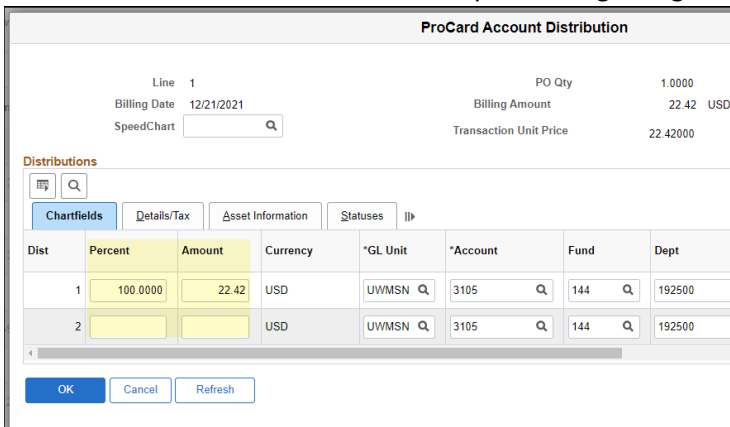 ProCard Account Distribution
Line 1 PO Qty 1.0000
Billing Date 12/21/2021 Billing Amount 22.42 USD
SpeedChart Transaction Unit Price 22.42000
Distributions
Chartfields Details/Tax Asset Information Statuses
Dist Percent Amount Currency *GL Unit *Account Fund Dept
1 100.0000 22.42 USD UWMSN 3105 144 192500
2 USD UWMSN 3105 144 192500
OK Cancel Refresh